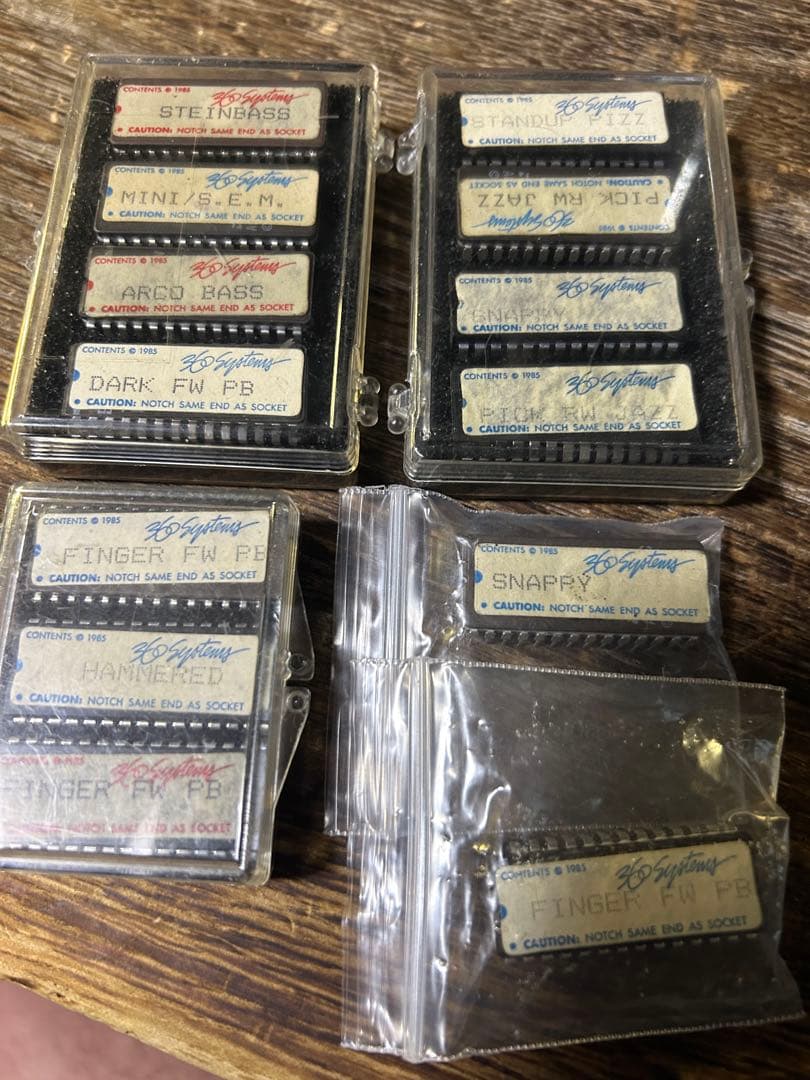 CONTENTS © 1985
360 Systems
STEINBASS
• CAUTION: NOTCH SAME END AS SOCKET
CONTENTS © 1985
360 Systems
MINI/S.E.M.
• CAUTION: NOTCH SAME END AS SOCKET
CONTENTS © 1985
360 Systems
ARCO BASS
• CAUTION: NOTCH SAME END AS SOCKET
CONTENTS © 1985
360 Systems
DARK FW PB
• CAUTION: NOTCH SAME END AS SOCKET
CONTENTS © 1985
360 Systems
STANDUP PIZZ
• CAUTION: NOTCH SAME END AS SOCKET
CONTENTS © 1985
360 Systems
PICK RW JAZZ
• CAUTION: NOTCH SAME END AS SOCKET
CONTENTS © 1985
360 Systems
SNAPPY
• CAUTION: NOTCH SAME END AS SOCKET
CONTENTS © 1985
360 Systems
PICK RW JAZZ
• CAUTION: NOTCH SAME END AS SOCKET
CONTENTS © 1985
360 Systems
FINGER FW PB
• CAUTION: NOTCH SAME END AS SOCKET
CONTENTS © 1985
360 Systems
HAMMERED
• CAUTION: NOTCH SAME END AS SOCKET
360 Systems
FINGER FW PB
NOTCH SAME END AS SOCKET
CONTENTS © 1985
360 Systems
SNAPPY
• CAUTION: NOTCH SAME END AS SOCKET
CONTENTS © 1985
360 Systems
FINGER FW PB
• CAUTION: NOTCH SAME END AS SOCKET